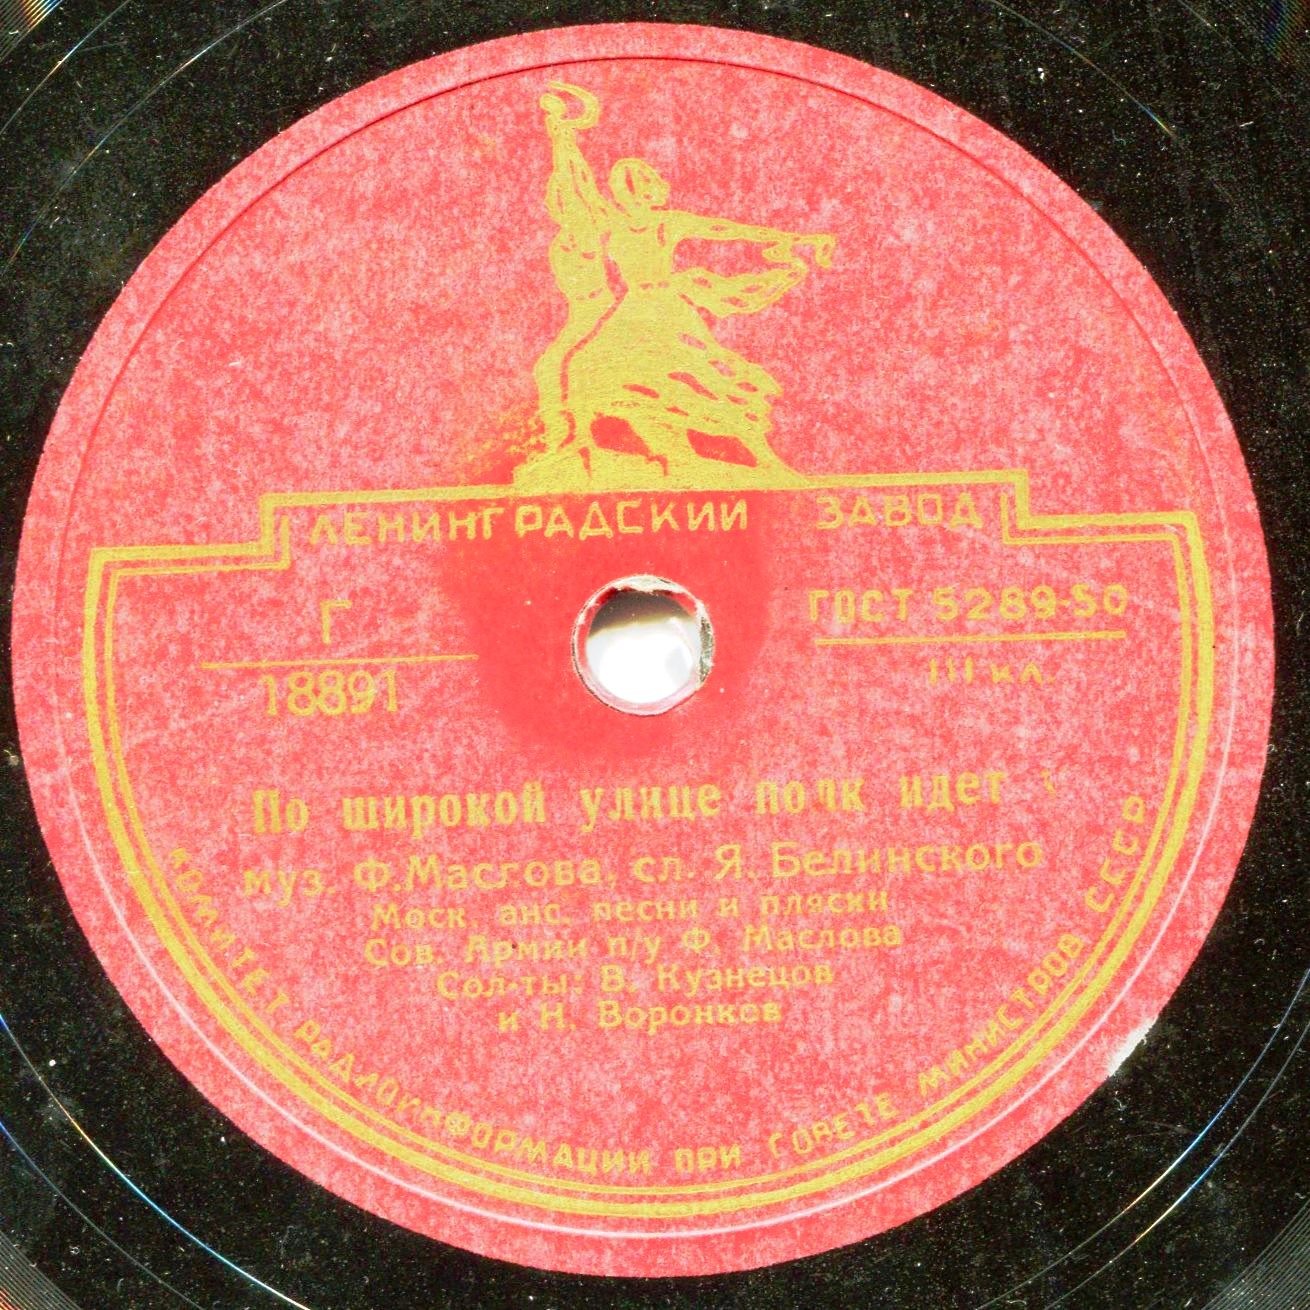 ЛЕНИНГРАДСКИЙ ЗАВОД
Г
18891
ГОСТ 5289-50
III кл.
По широкой улице полк идет
муз. Ф. Маслова, сл. Я. Белинского
Моск. анс. песни и пляски
Сов. Армии п/у Ф. Маслова
Сол-ты: В. Кузнецов
и Н. Воронков
КОМИТЕТ РАДИОИНФОРМАЦИИ ПРИ СОВЕТЕ МИНИСТРОВ СССР